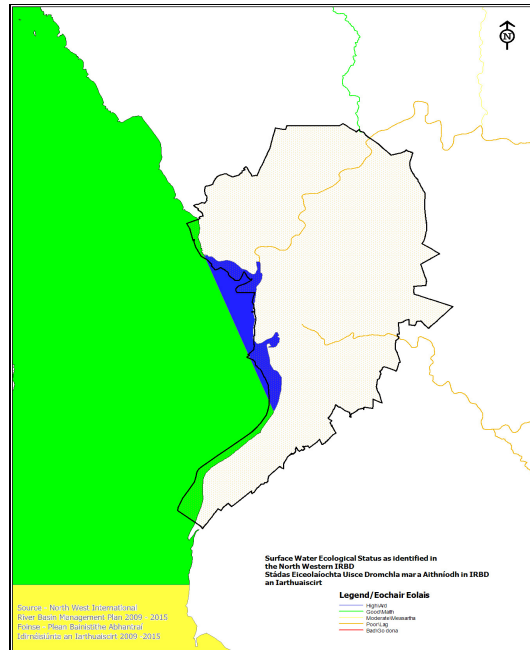 N
Surface Water Ecological Status as identified in
the North Western IRBD
Stádas Eiceolaíochta Uisce Dromchla mar a Aithníodh in IRBD
an Iarthuaiscirt
Legend/Eochair Eolais
High/Ard
Good/Maith
Moderate/Measartha
Poor/Lag
Bad/Go dona
Source: North West International
River Basin Management Plan 2009 - 2015
Foinse: Plean Bainistithe Abhantraí
Idirnáisiúnc an Iarthuaisoirt 2009-2015